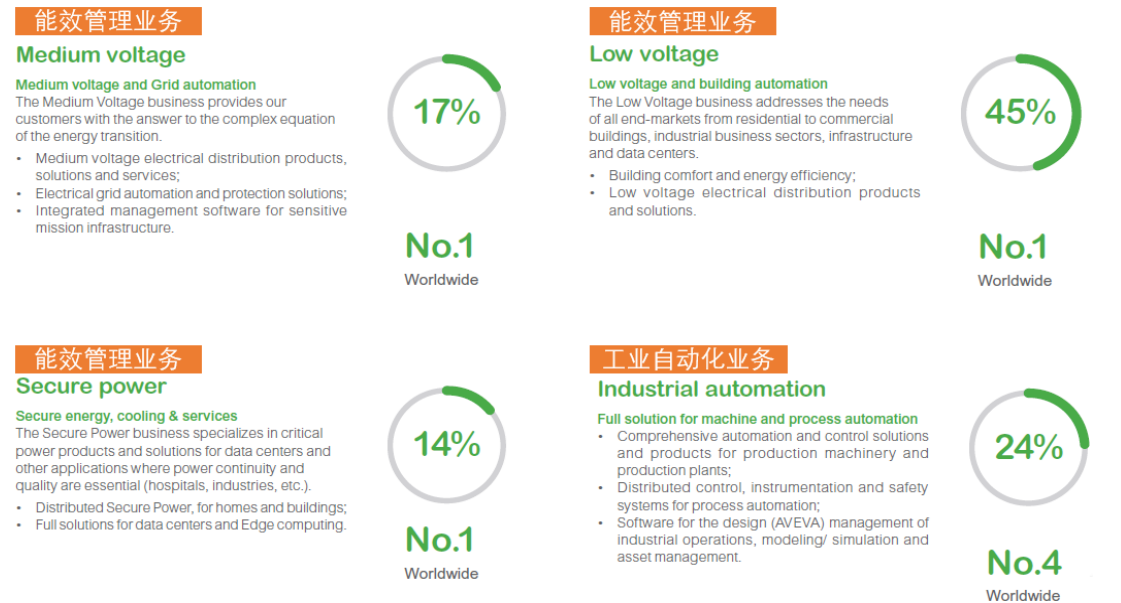 能效管理业务
Medium voltage
Medium voltage and Grid automation
The Medium Voltage business provides our
customers with the answer to the complex equation
of the energy transition.
• Medium voltage electrical distribution products,
solutions and services;
• Electrical grid automation and protection solutions;
• Integrated management software for sensitive
mission infrastructure.
17%
No.1
Worldwide
能效管理业务
Low voltage
Low voltage and building automation
The Low Voltage business addresses the needs
of all end-markets from residential to commercial
buildings, industrial business sectors, infrastructure
and data centers.
• Building comfort and energy efficiency;
• Low voltage electrical distribution products
and solutions.
45%
No.1
Worldwide
能效管理业务
Secure power
Secure energy, cooling & services
The Secure Power business specializes in critical
power products and solutions for data centers and
other applications where power continuity and
quality are essential (hospitals, industries, etc.).
• Distributed Secure Power, for homes and buildings;
• Full solutions for data centers and Edge computing.
14%
No.1
Worldwide
工业自动化业务
Industrial automation
Full solution for machine and process automation
• Comprehensive automation and control solutions
and products for production machinery and
production plants;
• Distributed control, instrumentation and safety
systems for process automation;
• Software for the design (AVEVA) management of
industrial operations, modeling/ simulation and
asset management.
24%
No.4
Worldwide